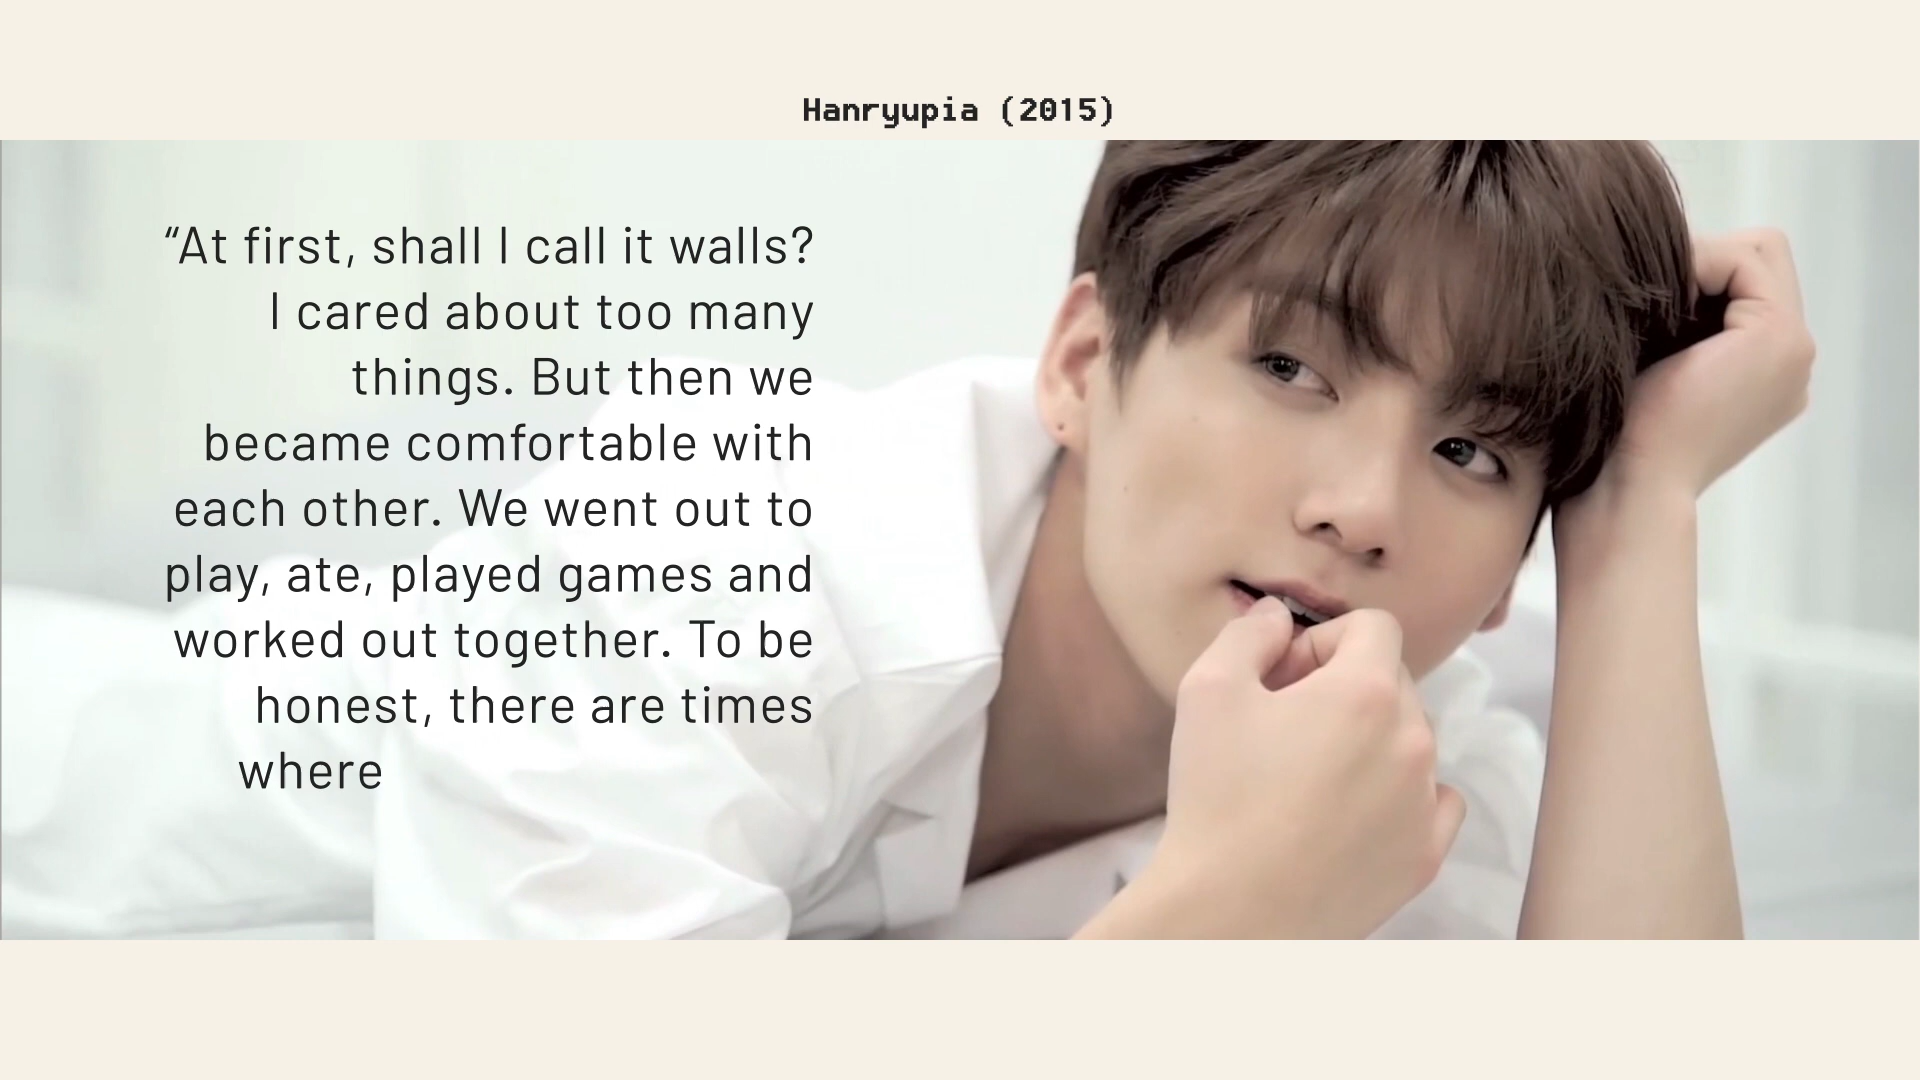 Hanryupia (2015)
“At first, shall I call it walls?
I cared about too many
things. But then we
became comfortable with
each other. We went out to
play, ate, played games and
worked out together. To be
honest, there are times
where